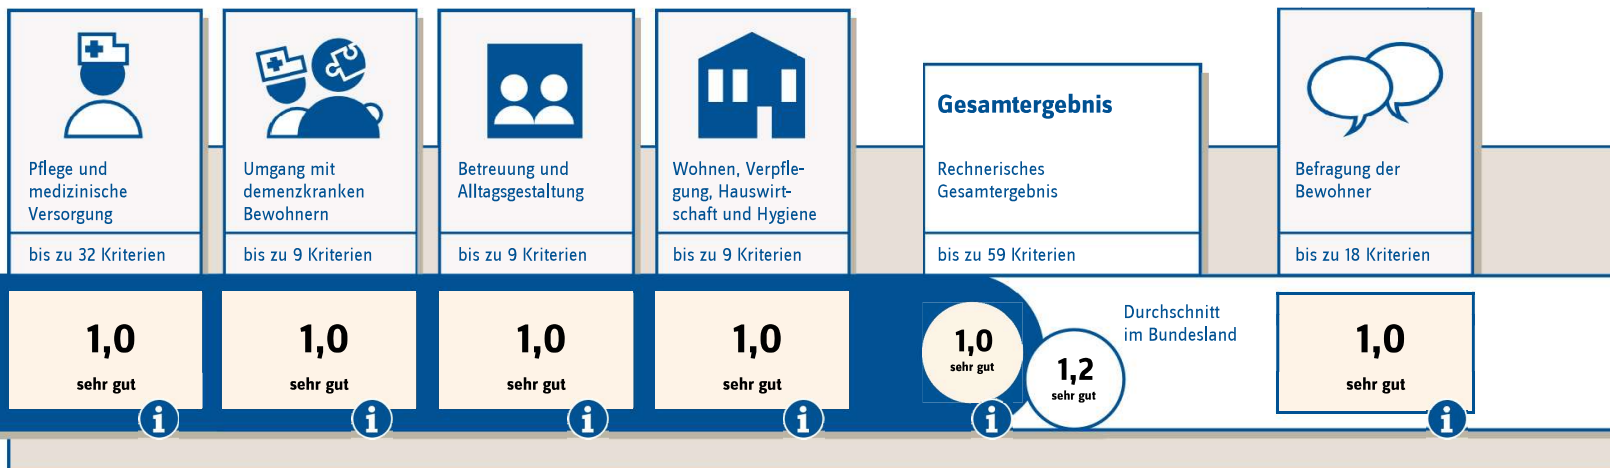 Pflege und
medizinische
Versorgung
bis zu 32 Kriterien
1,0
sehr gut
Umgang mit
demenzkranken
Bewohnern
bis zu 9 Kriterien
1,0
sehr gut
Betreuung und
Alltagsgestaltung
bis zu 9 Kriterien
1,0
sehr gut
Wohnen, Verpfle-
gung, Hauswirt-
schaft und Hygiene
bis zu 9 Kriterien
1,0
sehr gut
Gesamtergebnis
Rechnerisches
Gesamtergebnis
bis zu 59 Kriterien
1,0
sehr gut
Durchschnitt
im Bundesland
1,2
sehr gut
Befragung der
Bewohner
bis zu 18 Kriterien
1,0
sehr gut